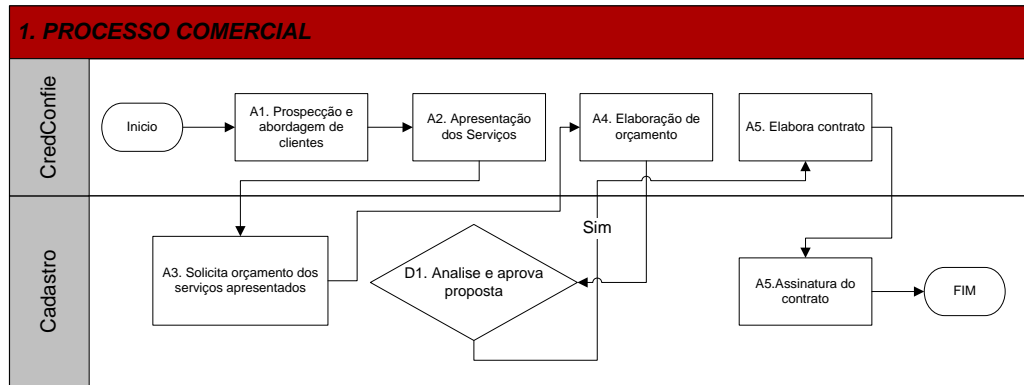 1. PROCESSO COMERCIAL
CredConfie
Inicio
A1. Prospecção e
abordagem de
clientes
A2. Apresentação
dos Serviços
A4. Elaboração de
orçamento
A5. Elabora contrato
Cadastro
A3. Solicita orçamento dos
serviços apresentados
D1. Analise e aprova
proposta
Sim
A5.Assinatura do
contrato
FIM